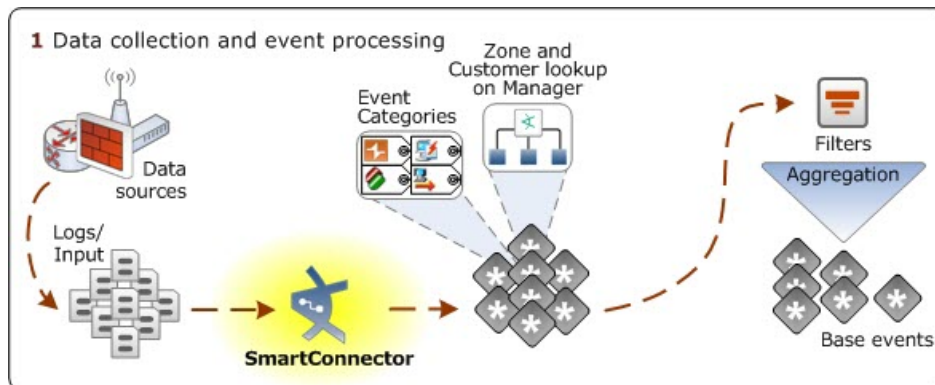 1 Data collection and event processing
Zone and
Customer lookup
on Manager
Event
Categories
Data
sources
Filters
Aggregation
Logs/
Input
SmartConnector
Base events